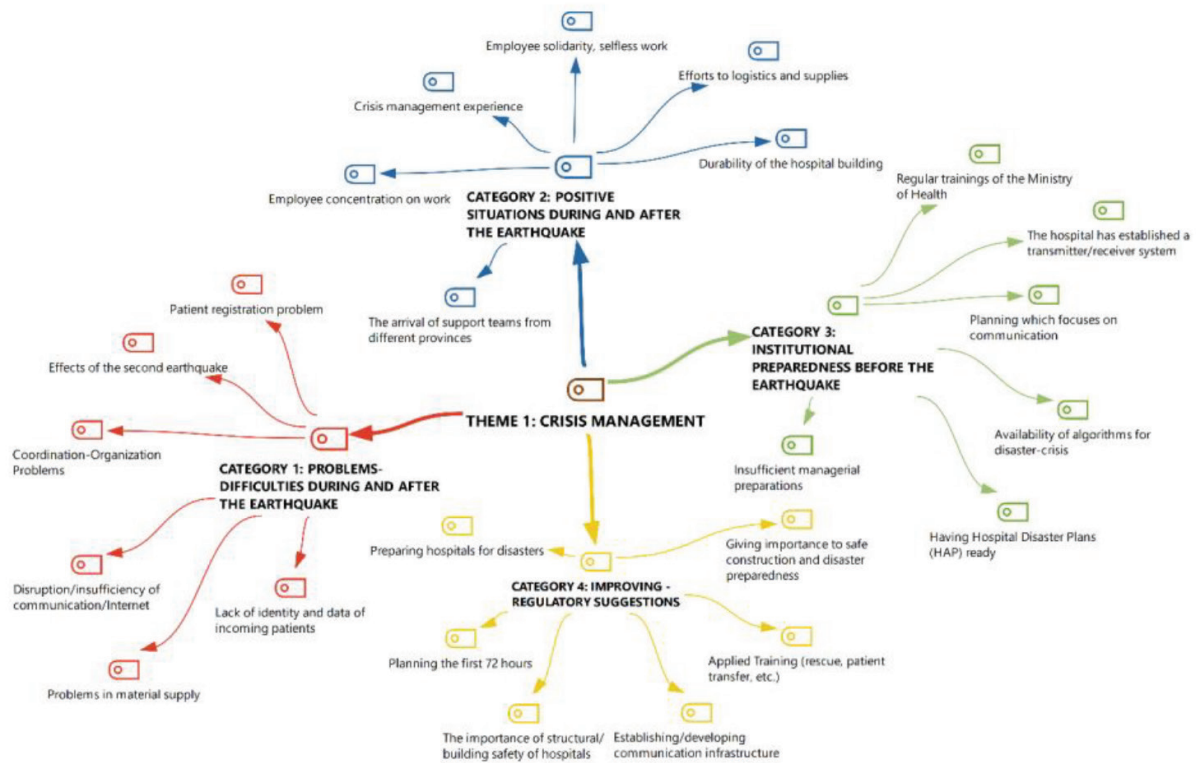 Employee solidarity, selfless work
Efforts to logistics and supplies
Crisis management experience
Durability of the hospital building
Employee concentration on work
CATEGORY 2: POSITIVE
SITUATIONS DURING AND AFTER
THE EARTHQUAKE
The arrival of support teams from
different provinces
Regular trainings of the Ministry
of Health
The hospital has established a
transmitter/receiver system
Planning which focuses on
communication
CATEGORY 3:
INSTITUTIONAL
PREPAREDNESS BEFORE THE
EARTHQUAKE
Availability of algorithms for
disaster-crisis
Insufficient managerial
preparations
Having Hospital Disaster Plans
(HAP) ready
THEME 1: CRISIS MANAGEMENT
Patient registration problem
Effects of the second earthquake
Coordination-Organization
Problems
CATEGORY 1: PROBLEMS-
DIFFICULTIES DURING AND AFTER
THE EARTHQUAKE
Disruption/insufficiency of
communication/Internet
Lack of identity and data of
incoming patients
Problems in material supply
Preparing hospitals for disasters
Giving importance to safe
construction and disaster
preparedness
CATEGORY 4: IMPROVING -
REGULATORY SUGGESTIONS
Planning the first 72 hours
Applied Training (rescue, patient
transfer, etc.)
The importance of structural/
building safety of hospitals
Establishing/developing
communication infrastructure